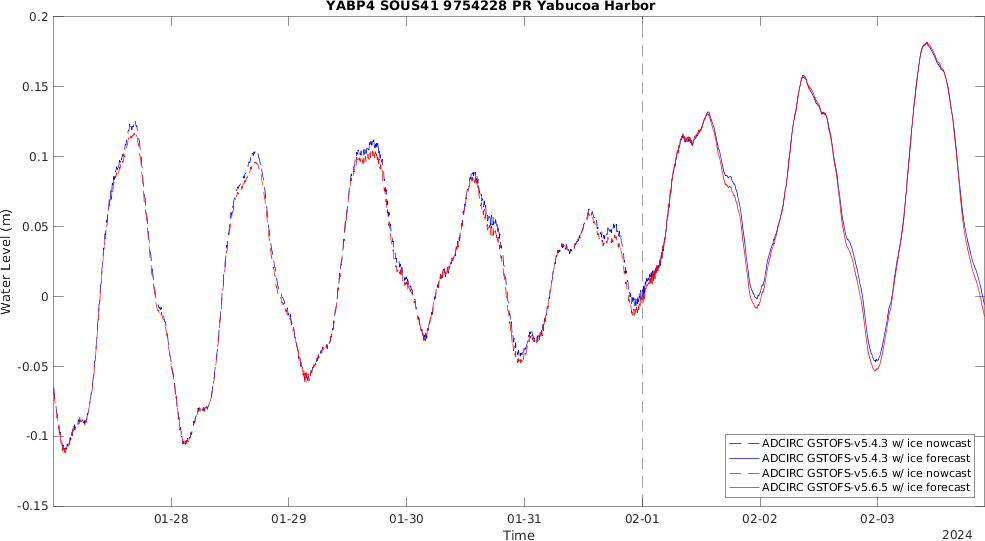 YABP4 SOUS41 9754228 PR Yabucoa Harbor
0.2
0.15
0.1
0.05
0
-0.05
-0.1
-0.15
Water Level (m)
01-28 01-29 01-30 01-31 02-01 02-02 02-03
Time
2024
ADCIRC GSTOFS-v5.4.3 w/ ice nowcast
ADCIRC GSTOFS-v5.4.3 w/ ice forecast
ADCIRC GSTOFS-v5.6.5 w/ ice nowcast
ADCIRC GSTOFS-v5.6.5 w/ ice forecast